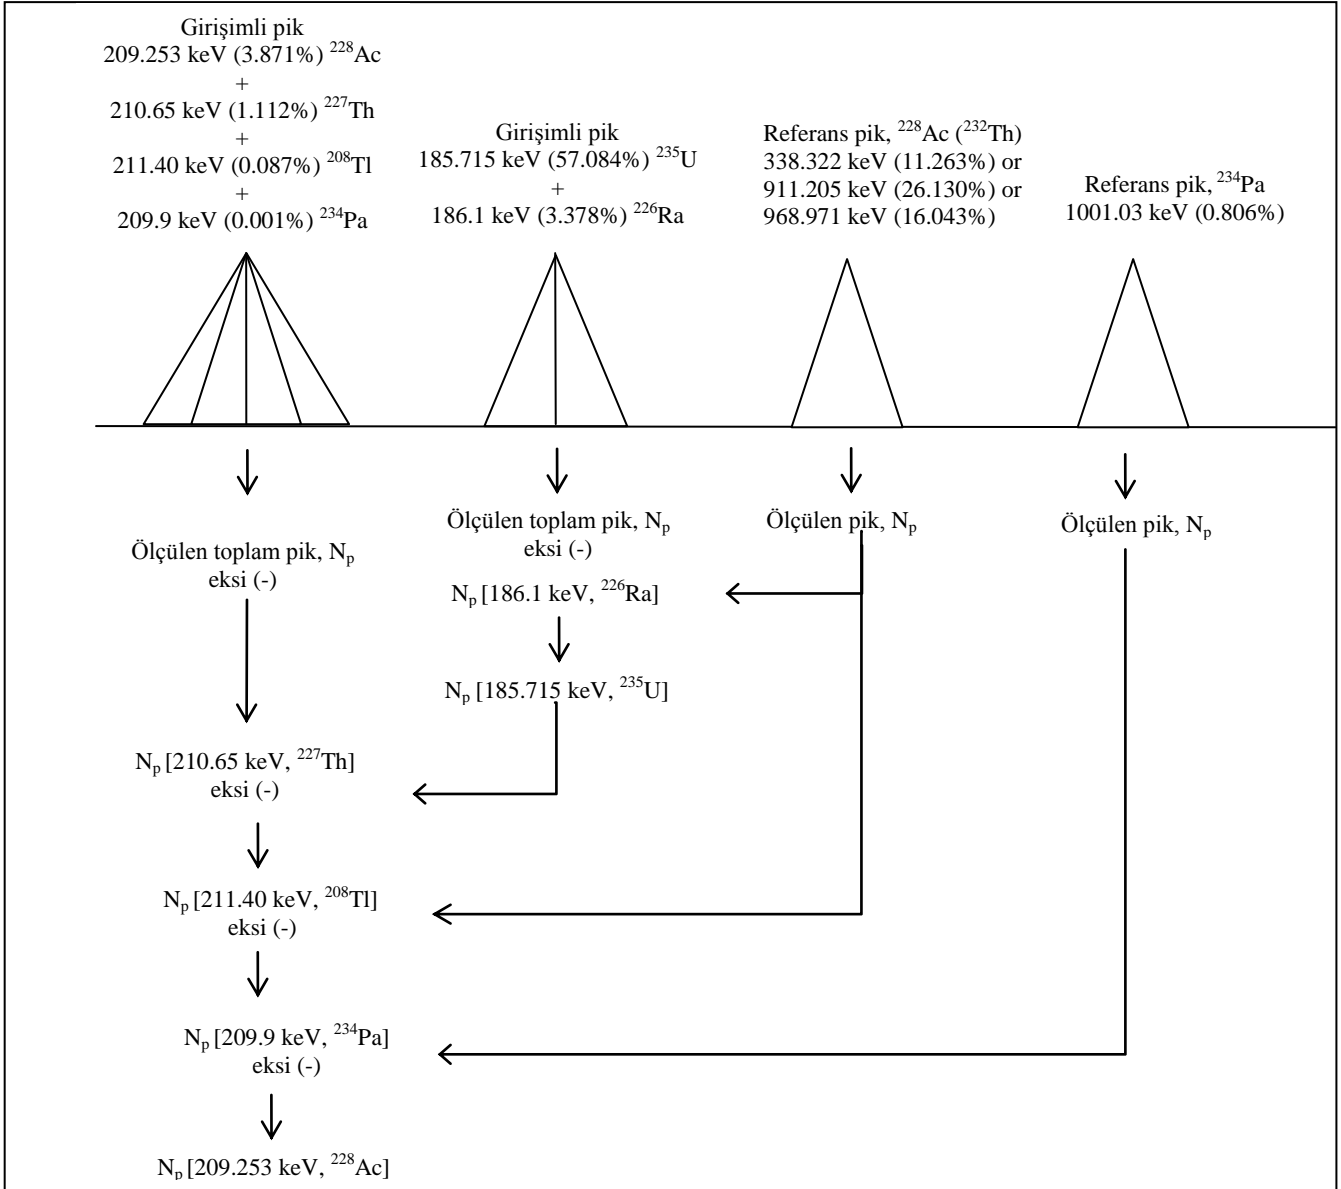 Girişimli pik
209.253 keV (3.871%) ²²⁸Ac
+
210.65 keV (1.112%) ²²⁷Th
+
211.40 keV (0.087%) ²⁰⁸Tl
+
209.9 keV (0.001%) ²³⁴Pa
Girişimli pik
185.715 keV (57.084%) ²³⁵U
+
186.1 keV (3.378%) ²²⁶Ra
Referans pik, ²²⁸Ac (²³²Th)
338.322 keV (11.263%) or
911.205 keV (26.130%) or
968.971 keV (16.043%)
Referans pik, ²³⁴Pa
1001.03 keV (0.806%)
Ölçülen toplam pik, Nₚ
eksi (-)
Nₚ [210.65 keV, ²²⁷Th]
eksi (-)
Nₚ [211.40 keV, ²⁰⁸Tl]
eksi (-)
Nₚ [209.9 keV, ²³⁴Pa]
eksi (-)
Nₚ [209.253 keV, ²²⁸Ac]
Ölçülen toplam pik, Nₚ
eksi (-)
Nₚ [186.1 keV, ²²⁶Ra]
Nₚ [185.715 keV, ²³⁵U]
Ölçülen pik, Nₚ
Ölçülen pik, Nₚ